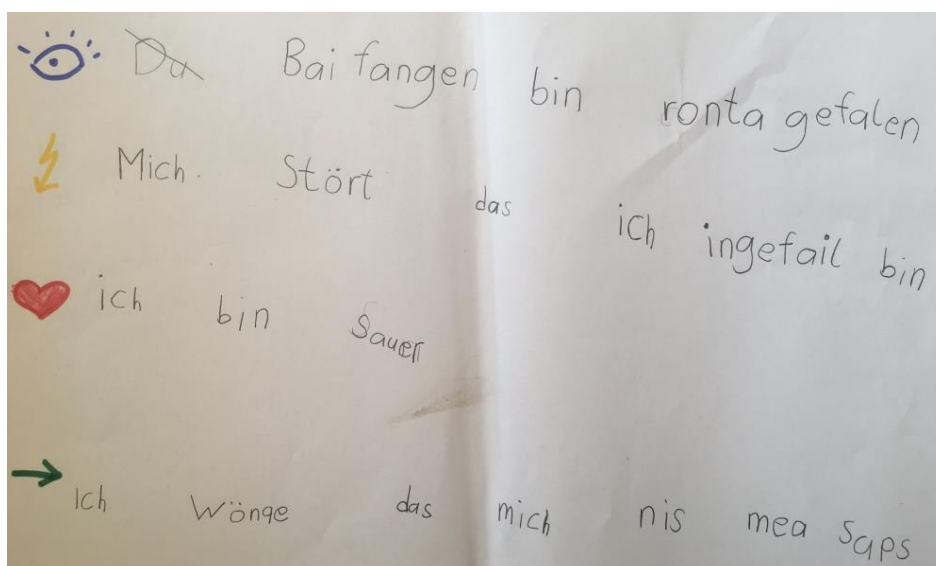 Du Bai fangen bin ronta gefalen
Mich. Stört das ich ingefail bin
ich bin Sauer
Ich Wönge das mich nis mea Saps